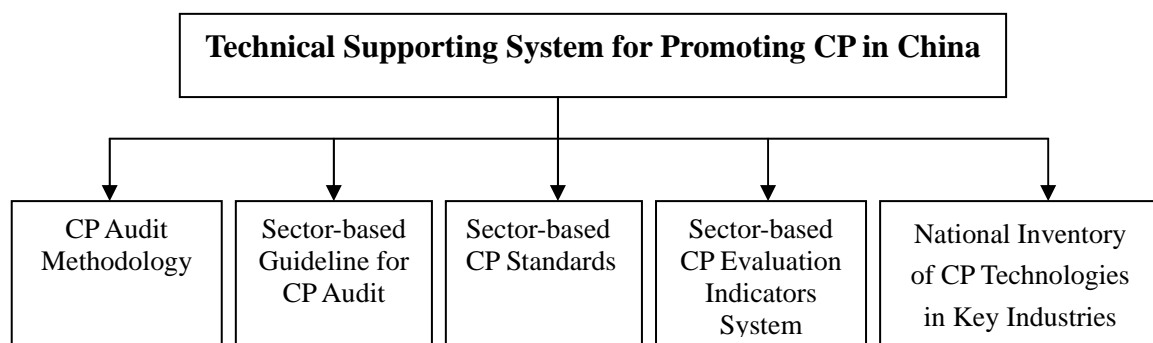 Technical Supporting System for Promoting CP in China
CP Audit
Methodology
Sector-based
Guideline for
CP Audit
Sector-based
CP Standards
Sector-based
CP Evaluation
Indicators
System
National Inventory
of CP Technologies
in Key Industries